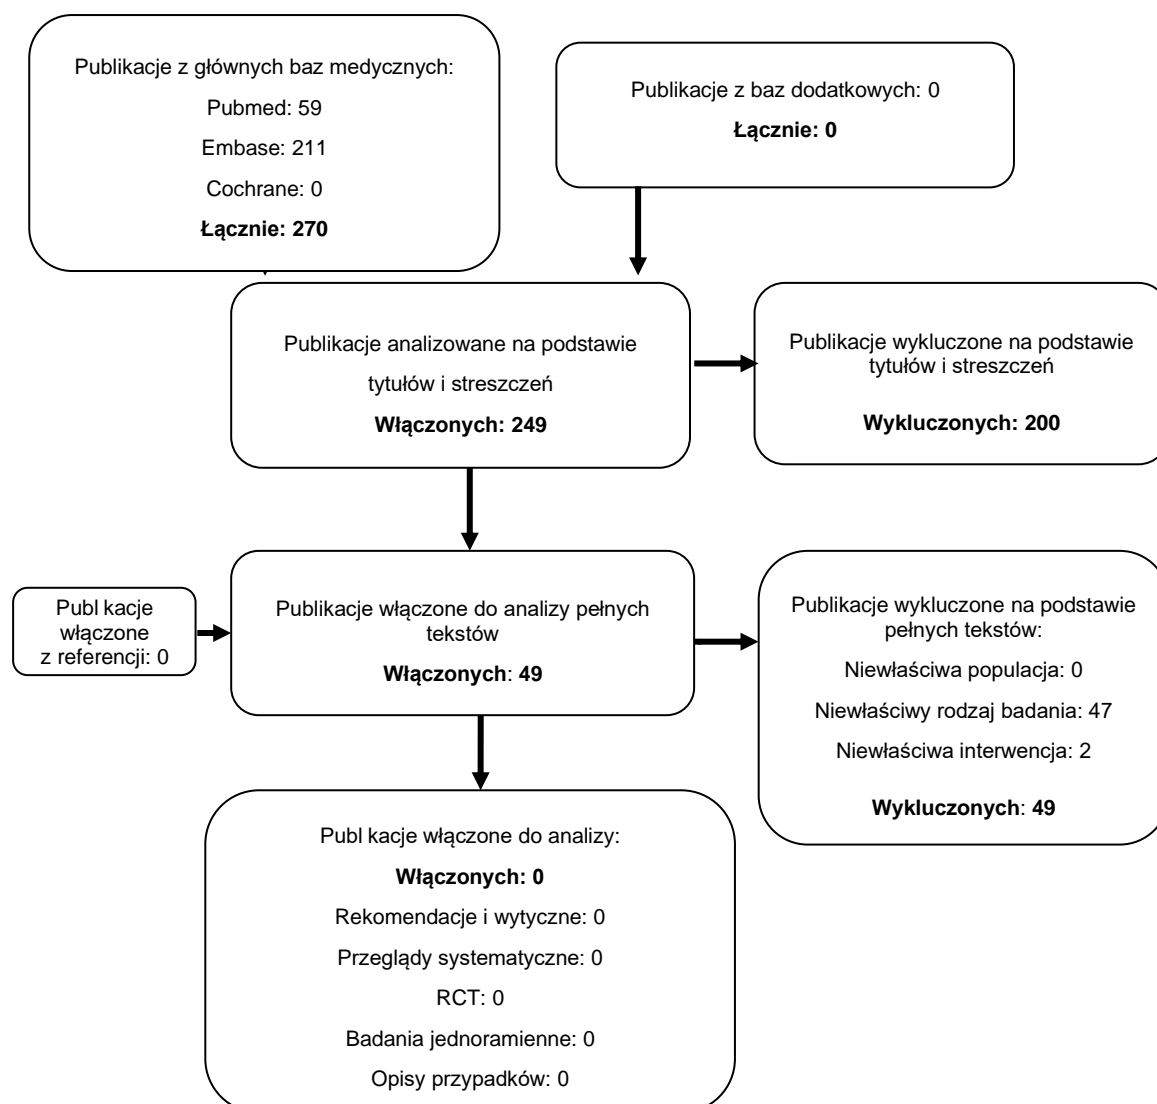 Publikacje z głównych baz medycznych:
Pubmed: 59
Embase: 211
Cochrane: 0
Łącznie: 270
Publikacje z baz dodatkowych: 0
Łącznie: 0
Publikacje analizowane na podstawie
tytułów i streszczeń
Włączonych: 249
Publikacje wykluczone na podstawie
tytułów i streszczeń
Wykluczonych: 200
Publ kacje
włączone
z referencji: 0
Publikacje włączone do analizy pełnych
tekstów
Włączonych: 49
Publikacje wykluczone na podstawie
pełnych tekstów:
Niewłaściwa populacja: 0
Niewłaściwy rodzaj badania: 47
Niewłaściwa interwencja: 2
Wykluczonych: 49
Publ kacje włączone do analizy:
Włączonych: 0
Rekomendacje i wytyczne: 0
Przeglądy systematyczne: 0
RCT: 0
Badania jednoramienne: 0
Opisy przypadków: 0